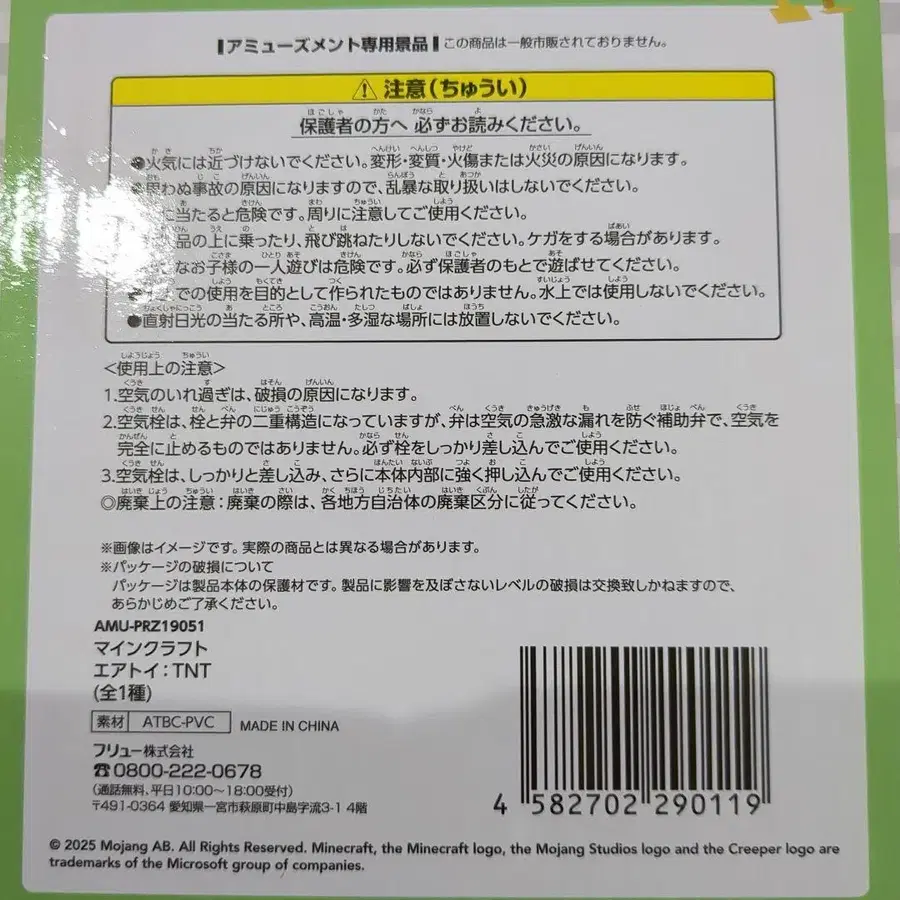 アミューズメント専用景品 この商品は一般市販されておりません。
⚠注意(ちゅうい)
保護者の方へ 必ずお読みください。
●火気には近づけないでください。変形・変質・火傷または火災の原因になります。
思わぬ事故の原因になりますので、乱暴な取り扱いはしないでください。
に当たると危険です。周りに注意してご使用ください。
品の上に乗ったり、飛び跳ねたりしないでください。ケガをする場合があります。
なお子様の一人遊びは危険です。必ず保護者のもとで遊ばせてください。
での使用を目的として作られたものではありません。水上では使用しないでください。
●直射日光の当たる所や、高温・多湿な場所には放置しないでください。
<使用上の注意>
1.空気のいれ過ぎは、破損の原因になります。
2.空気栓は、栓と弁の二重構造になっていますが、弁は空気の急激な漏れを防ぐ補助弁で、空気を
完全に止めるものではありません。必ず栓をしっかり差し込んでご使用ください。
3.空気栓は、しっかりと差し込み、さらに本体内部に強く押し込んでご使用ください。
◎廃棄上の注意:廃棄の際は、各地方自治体の廃棄区分に従ってください。
※画像はイメージです。実際の商品とは異なる場合があります。
※パッケージの破損について
パッケージは製品本体の保護材です。製品に影響を及ぼさないレベルの破損は交換致しかねますので、
あらかじめご了承ください。
AMU-PRZ19051
マインクラフト
エアトイ:TNT
(全1種)
素材 ATBC-PVC MADE IN CHINA
フリュー株式会社
☎0800-222-0678
(通話無料、平日10:00～18:00受付)
〒491-0364 愛知県一宮市萩原町中島字流3-1 4階
4 582702 290119
© 2025 Mojang AB. All Rights Reserved. Minecraft, the Minecraft logo, the Mojang Studios logo and the Creeper logo are
trademarks of the Microsoft group of companies.